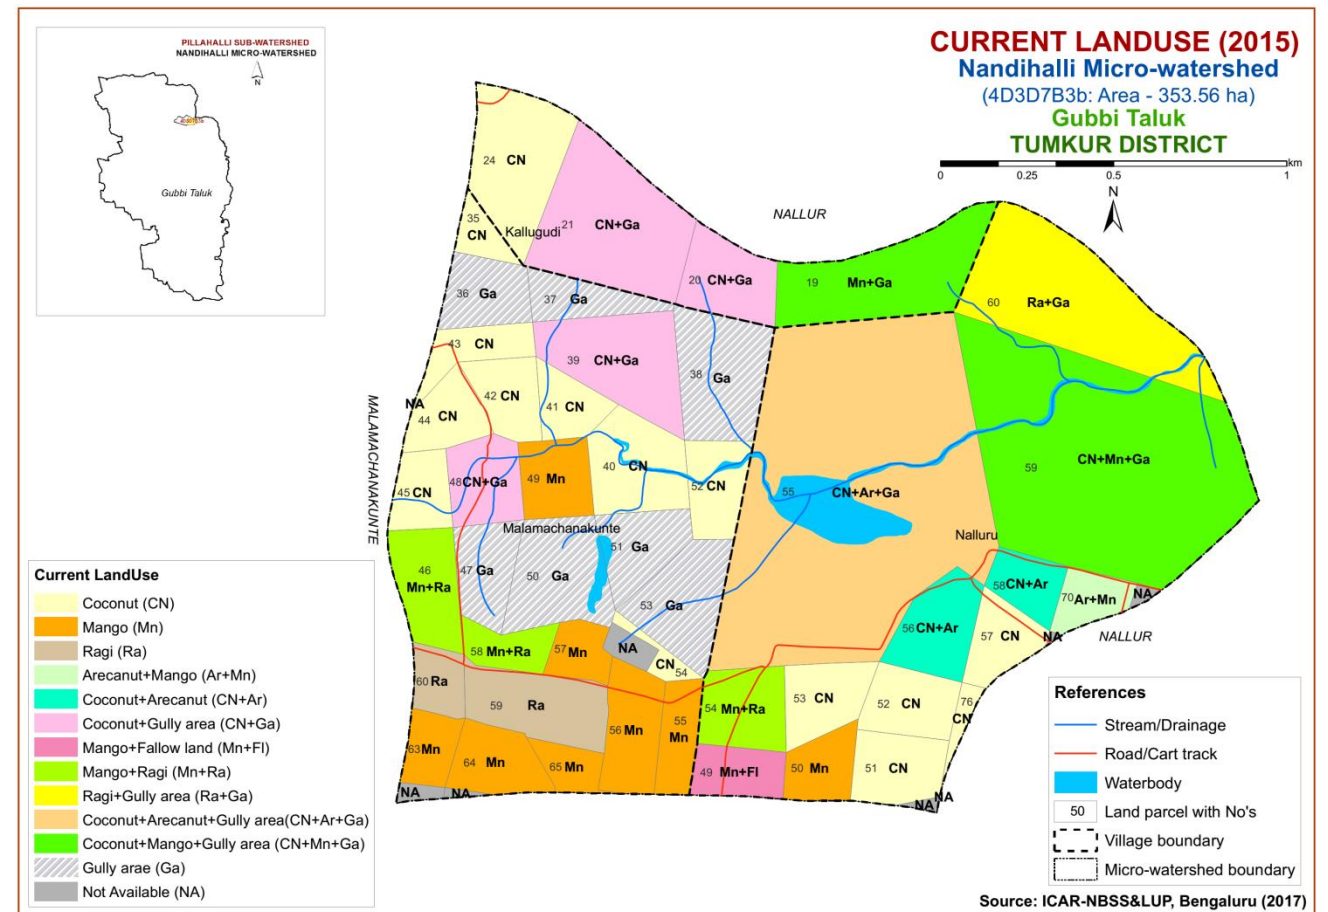 PILLAHALLI SUB-WATERSHED
NANDIHALLI MICRO-WATERSHED
N
Gubbi Taluk
CURRENT LANDUSE (2015)
Nandihalli Micro-watershed
(4D3D7B3b: Area - 353.56 ha)
Gubbi Taluk
TUMKUR DISTRICT
km
0 0.25 0.5 1
N
24 CN
35 CN
Kallugudi
21 CN+Ga
NALLUR
20 CN+Ga
19 Mn+Ga
60 Ra+Ga
36 Ga
37 Ga
43 CN
39 CN+Ga
38 Ga
42 CN
41 CN
NA
44 CN
MALAMACHANAKUNTE
40 CN
59 CN+Mn+Ga
45 CN
48 CN+Ga
49 Mn
52 CN
55 CN+Ar+Ga
Malamachanakunte
Nalluru
46 Mn+Ra
47 Ga
50 Ga
51 Ga
53 Ga
58 CN+Ar
70 Ar+Mn
NA
56 CN+Ar
57 CN
NA
NALLUR
58 Mn+Ra
57 Mn
NA
CN 54
60 Ra
59 Ra
56 Mn
55 Mn
54 Mn+Ra
53 CN
52 CN
76 CN
63 Mn
64 Mn
65 Mn
49 Mn+Fl
50 Mn
51 CN
NA
NA
NA
NA
Current LandUse
Coconut (CN)
Mango (Mn)
Ragi (Ra)
Arecanut+Mango (Ar+Mn)
Coconut+Arecanut (CN+Ar)
Coconut+Gully area (CN+Ga)
Mango+Fallow land (Mn+Fl)
Mango+Ragi (Mn+Ra)
Ragi+Gully area (Ra+Ga)
Coconut+Arecanut+Gully area(CN+Ar+Ga)
Coconut+Mango+Gully area (CN+Mn+Ga)
Gully arae (Ga)
Not Available (NA)
References
Stream/Drainage
Road/Cart track
Waterbody
50 Land parcel with No's
Village boundary
Micro-watershed boundary
Source: ICAR-NBSS&LUP, Bengaluru (2017)